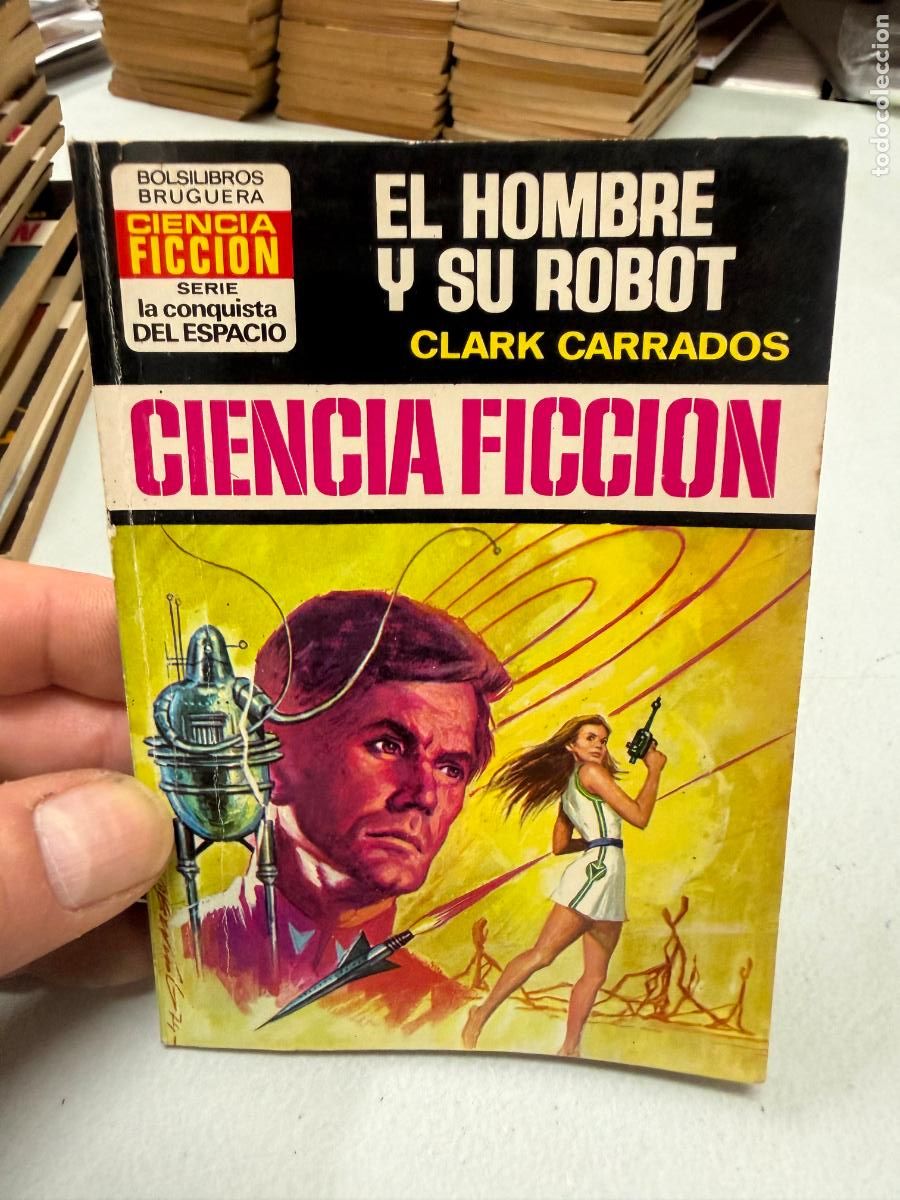 BOLSILIBROS
BRUGUERA
CIENCIA
FICCION
SERIE
la conquista
DEL ESPACIO
EL HOMBRE
Y SU ROBOT
CLARK CARRADOS
CIENCIA FICCION
todocoleccion